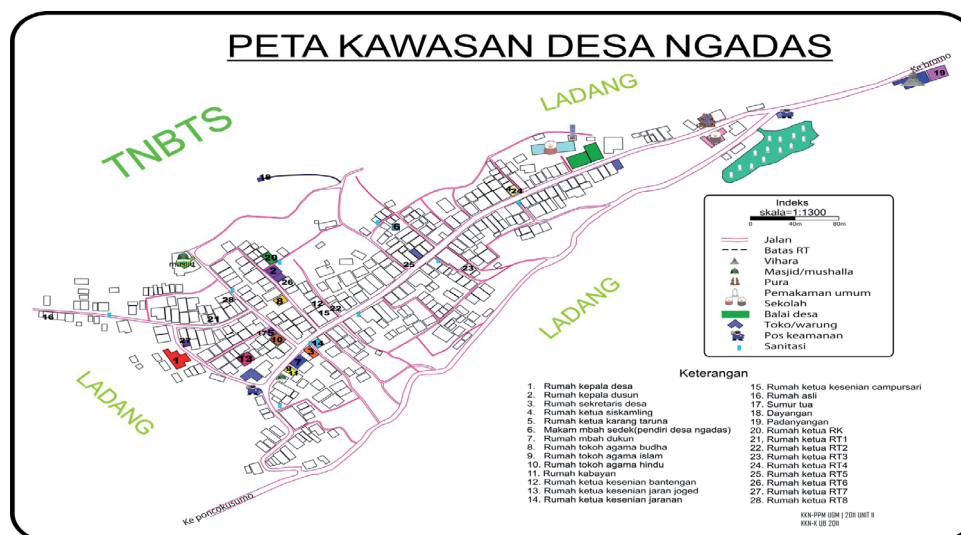 PETA KAWASAN DESA NGADAS
Ke bromo
19
LADANG
TNBTS
18
4
24
6
25
23
20
2
26
8
12
22
15
28
21
16
17
5
10
14
3
27
1
13
7
9
11
LADANG
LADANG
Ke poncokusumo
Indeks
skala=1:1300
0 40m 80m
Jalan
Batas RT
Vihara
Masjid/mushalla
Pura
Pemakaman umum
Sekolah
Balai desa
Toko/warung
Pos keamanan
Sanitasi
Keterangan
1. Rumah kepala desa
2. Rumah kepala dusun
3. Rumah sekretaris desa
4. Rumah ketua siskamling
5. Rumah ketua karang taruna
6. Makam mbah sedek(pendiri desa ngadas)
7. Rumah mbah dukun
8. Rumah tokoh agama budha
9. Rumah tokoh agama islam
10. Rumah tokoh agama hindu
11. Rumah kabayan
12. Rumah ketua kesenian bantengan
13. Rumah ketua kesenian jaran joged
14. Rumah ketua kesenian jaranan
15. Rumah ketua kesenian campursari
16. Rumah asli
17. Sumur tua
18. Dayangan
19. Padanyangan
20. Rumah ketua RK
21. Rumah ketua RT1
22. Rumah ketua RT2
23. Rumah ketua RT3
24. Rumah ketua RT4
25. Rumah ketua RT5
26. Rumah ketua RT6
27. Rumah ketua RT7
28. Rumah ketua RT8
KKN-PPM UGM | 2011 UNIT 11
KKN-K UB 2011